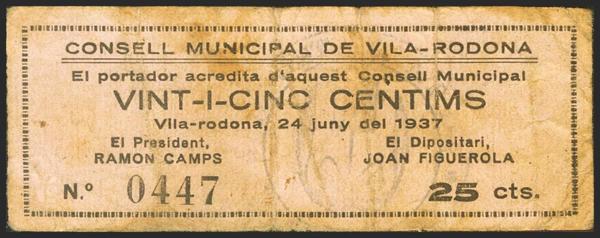 CONSELL MUNICIPAL DE VILA-RODONA
El portador acredita d'aquest Consell Municipal
VINT-I-CINC CENTIMS
Vila-rodona, 24 juny del 1937
El President, El Dipositari,
RAMON CAMPS JOAN FIGUEROLA
N.º 0447 25 cts.